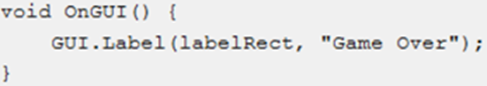 void OnGUI() {
    GUI.Label(labelRect, "Game Over");
}